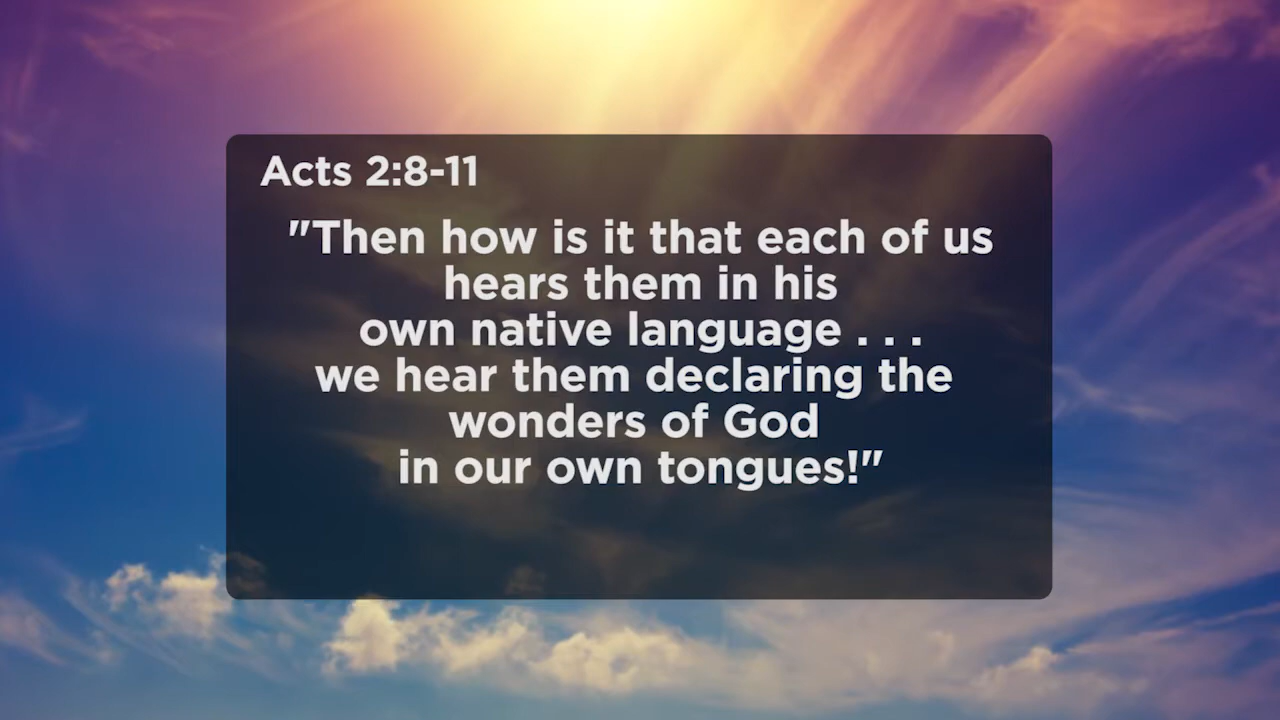 Acts 2:8-11
"Then how is it that each of us
hears them in his
own native language . . .
we hear them declaring the
wonders of God
in our own tongues!"